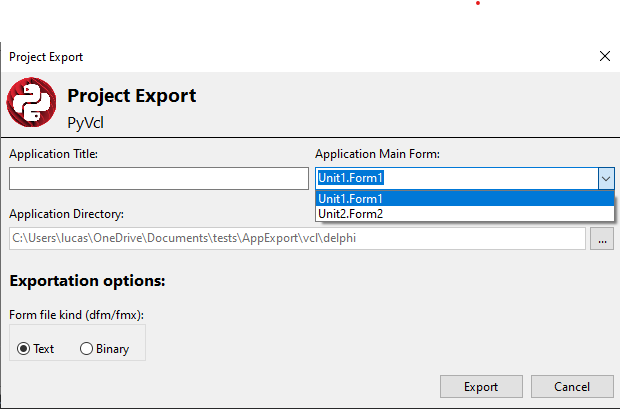 Project Export
Project Export
PyVcl
Application Title:
Application Main Form:
Unit1.Form1
Unit1.Form1
Unit2.Form2
Application Directory:
C:\Users\lucas\OneDrive\Documents\tests\AppExport\vcl\delphi
...
Exportation options:
Form file kind (dfm/fmx):
Text Binary
Export Cancel